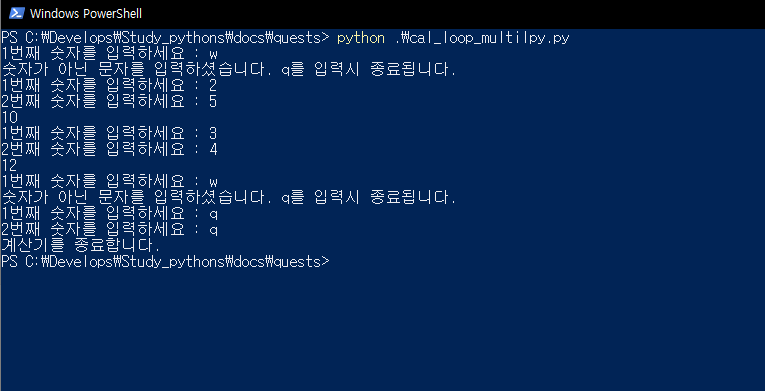 Windows PowerShell
PS C:\Develops\Study_pythons\docs\quests> python .\cal_loop_multilpy.py
1번째 숫자를 입력하세요 : w
숫자가 아닌 문자를 입력하셨습니다. q를 입력시 종료됩니다.
1번째 숫자를 입력하세요 : 2
2번째 숫자를 입력하세요 : 5
10
1번째 숫자를 입력하세요 : 3
2번째 숫자를 입력하세요 : 4
12
1번째 숫자를 입력하세요 : w
숫자가 아닌 문자를 입력하셨습니다. q를 입력시 종료됩니다.
1번째 숫자를 입력하세요 : q
2번째 숫자를 입력하세요 : q
계산기를 종료합니다.
PS C:\Develops\Study_pythons\docs\quests>